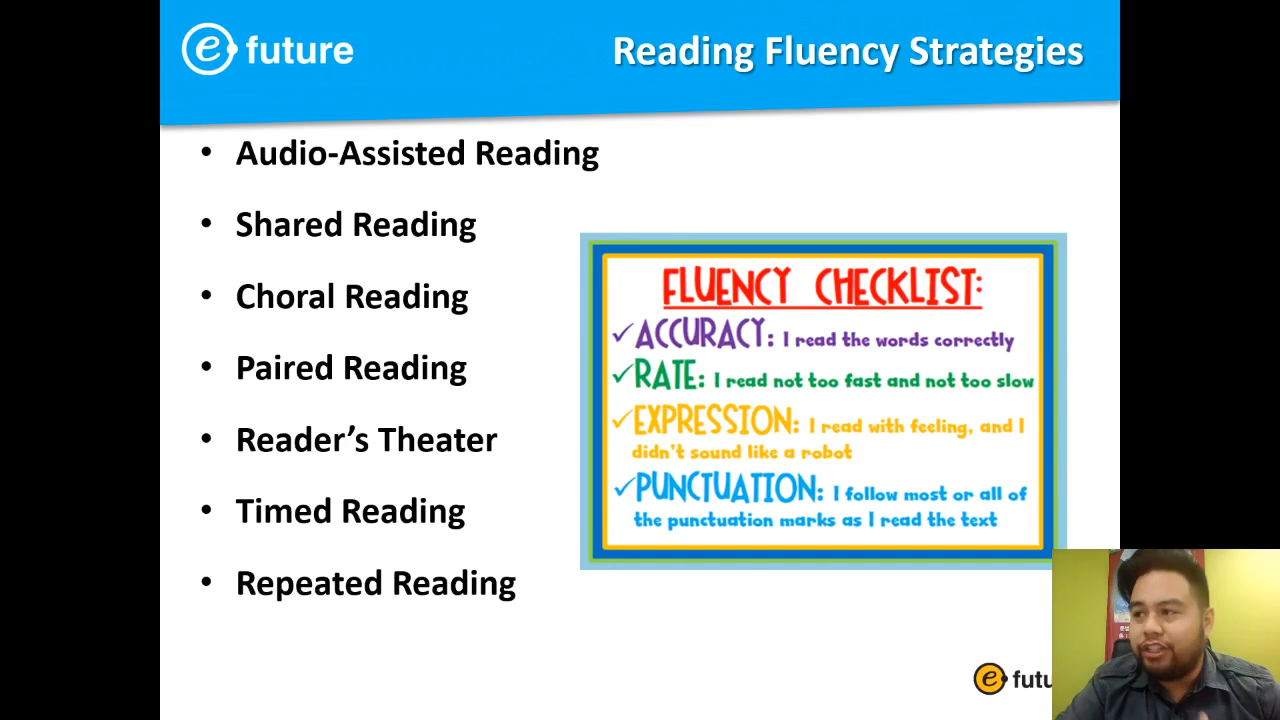 e future
Reading Fluency Strategies
• Audio-Assisted Reading
• Shared Reading
• Choral Reading
• Paired Reading
• Reader’s Theater
• Timed Reading
• Repeated Reading
FLUENCY CHECKLIST:
✓ACCURACY: I read the words correctly
✓RATE: I read not too fast and not too slow
✓EXPRESSION: I read with feeling, and I
didn't sound like a robot
✓PUNCTUATION: I follow most or all of
the punctuation marks as I read the text
e futu